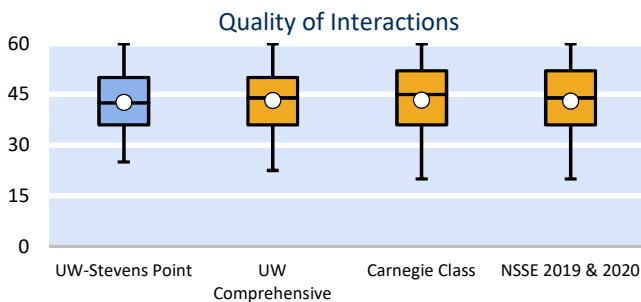 Quality of Interactions
60
45
30
15
0
UW-Stevens Point
UW
Comprehensive
Carnegie Class
NSSE 2019 & 2020